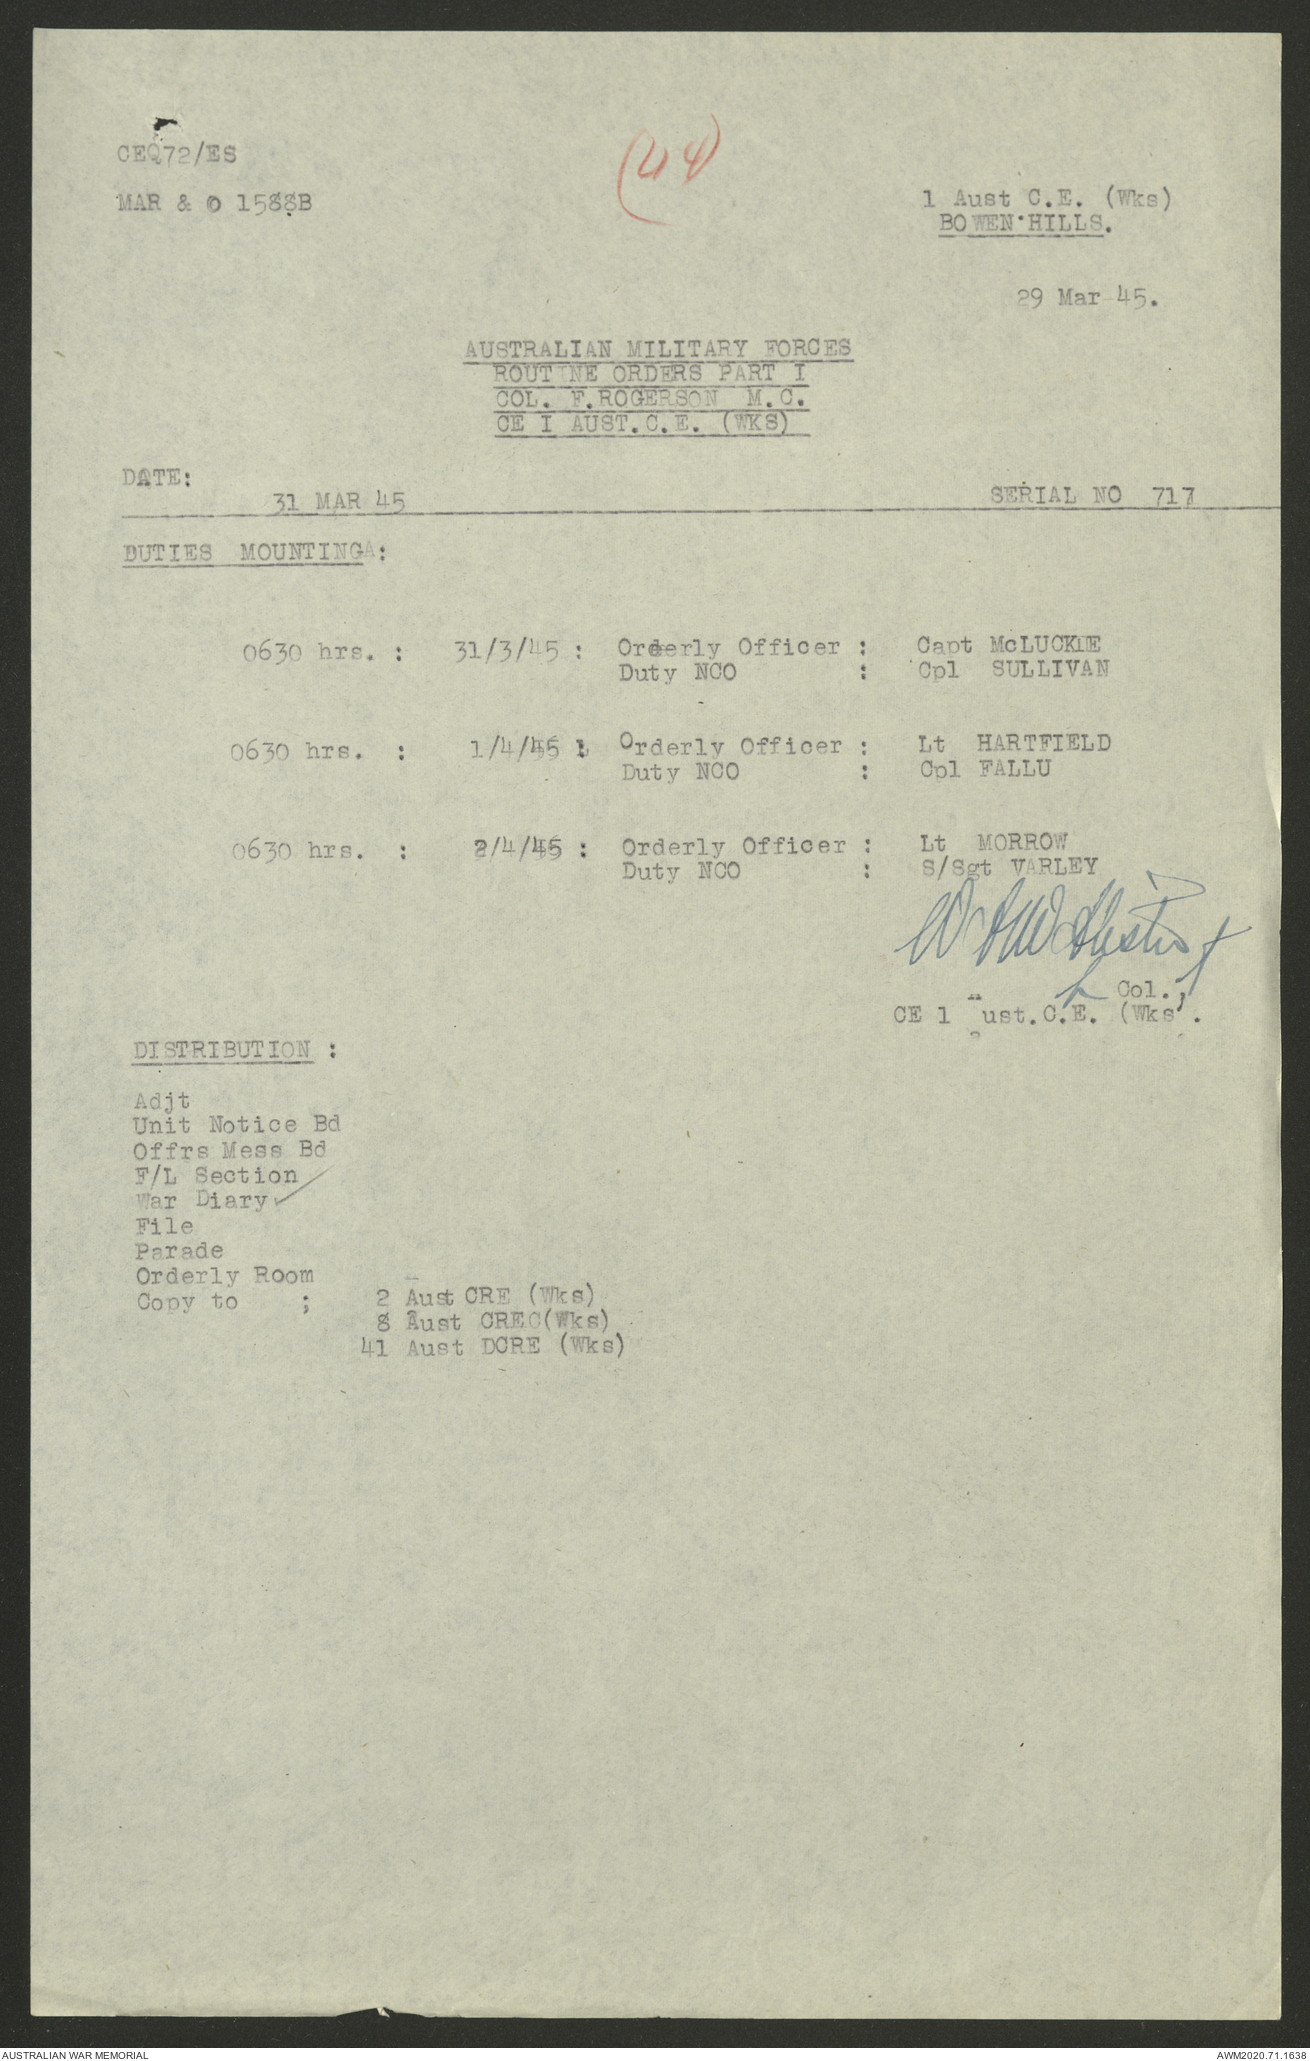 CEQ72/ES
MAR & O 1588B
1 Aust C.E. (Wks)
BOWEN HILLS.
29 Mar 45.
AUSTRALIAN MILITARY FORCES
ROUTINE ORDERS PART I
COL. F.ROGERSON M.C.
CE I AUST.C.E. (WKS)
DATE:
31 MAR 45 SERIAL NO 717
DUTIES MOUNTING:
0630 hrs. : 31/3/45 : Orderly Officer : Capt McLUCKIE
Duty NCO : Cpl SULLIVAN
0630 hrs. : 1/4/45 : Orderly Officer : Lt HARTFIELD
Duty NCO : Cpl FALLU
0630 hrs. : 2/4/45 : Orderly Officer : Lt MORROW
Duty NCO : S/Sgt VARLEY
Col.,
CE 1 Aust.C.E. (Wks).
DISTRIBUTION :
Adjt
Unit Notice Bd
Offrs Mess Bd
F/L Section
War Diary
File
Parade
Orderly Room
Copy to ; 2 Aust CRE (Wks)
8 Aust CRE (Wks)
41 Aust DCRE (Wks)
AUSTRALIAN WAR MEMORIAL AWM2020.71.1638